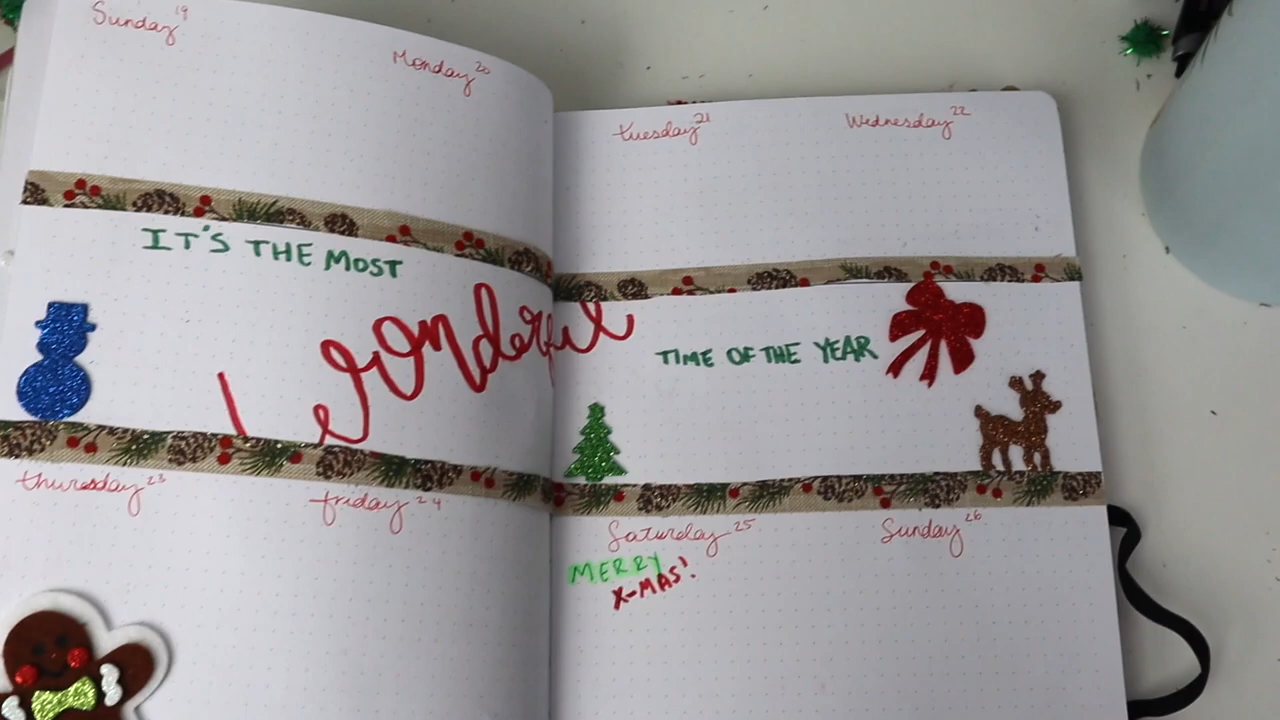 Sunday 19
Monday 20
tuesday 21
Wednesday 22
IT'S THE MOST
Wonderful
TIME OF THE YEAR
thursday 23
friday 24
Saturday 25
Sunday 26
MERRY
X-MAS!